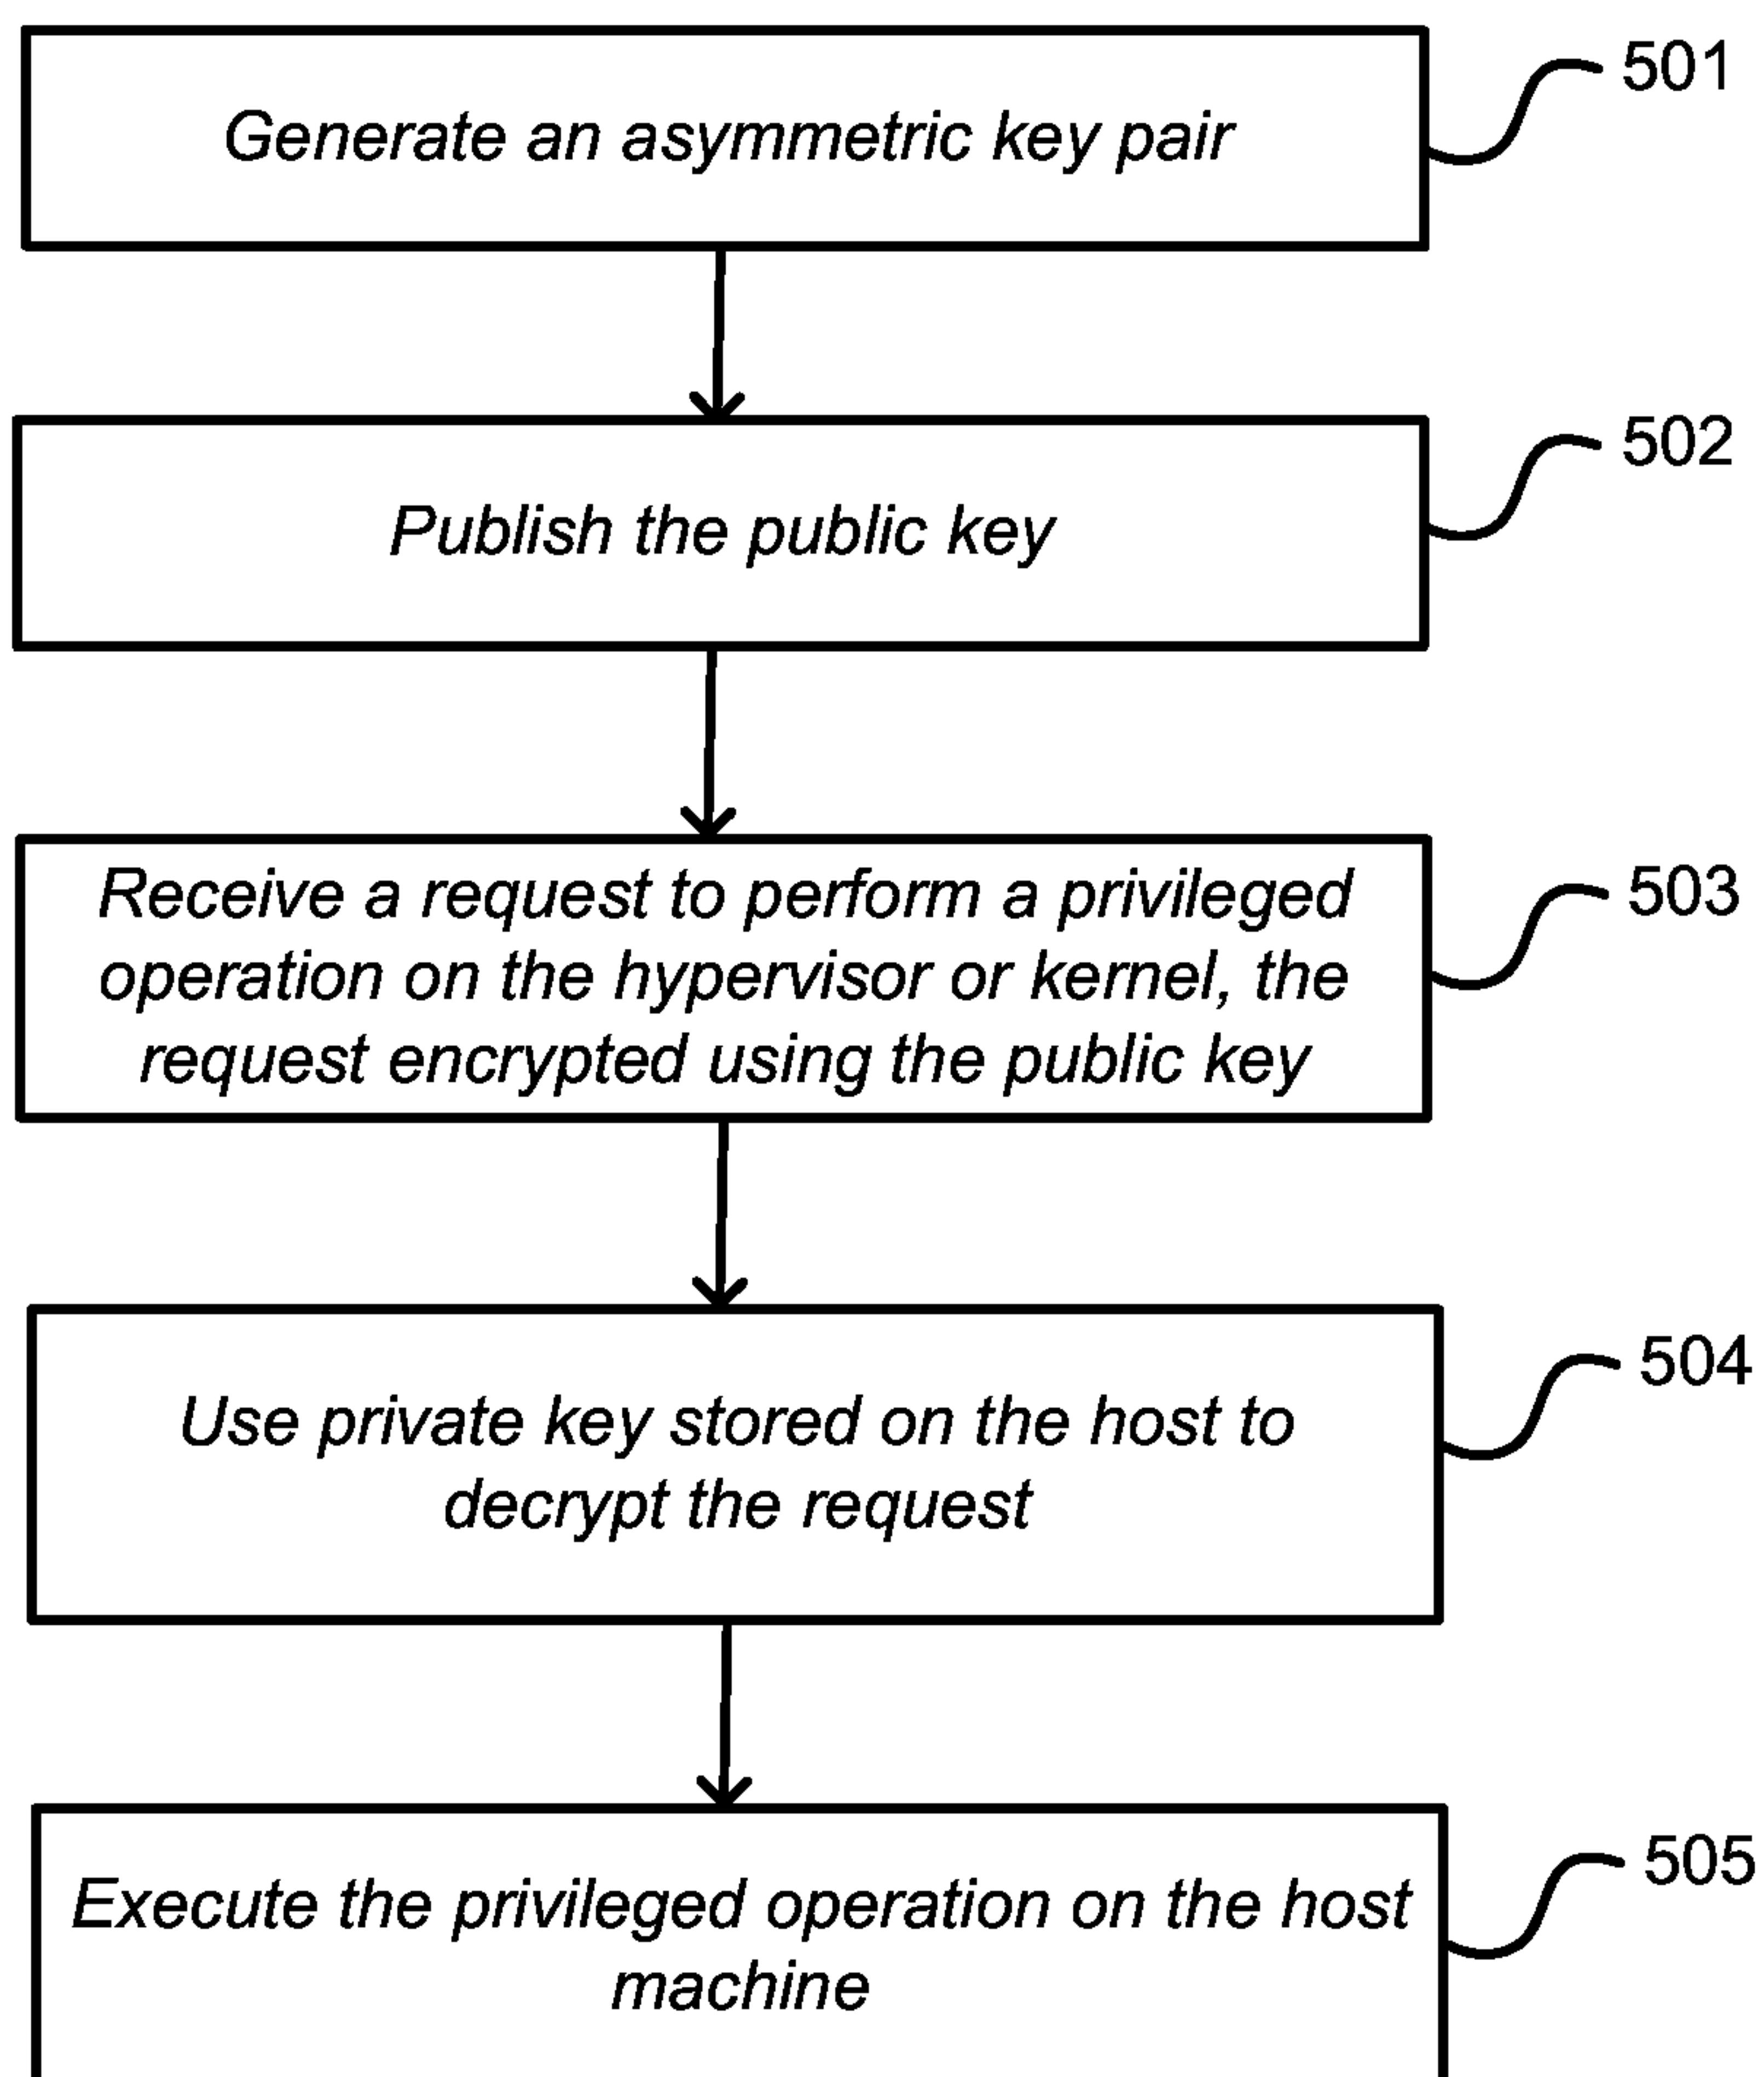 Generate an asymmetric key pair
501
Publish the public key
502
Receive a request to perform a privileged
operation on the hypervisor or kernel, the
request encrypted using the public key
503
Use private key stored on the host to
decrypt the request
504
Execute the privileged operation on the host
machine
505